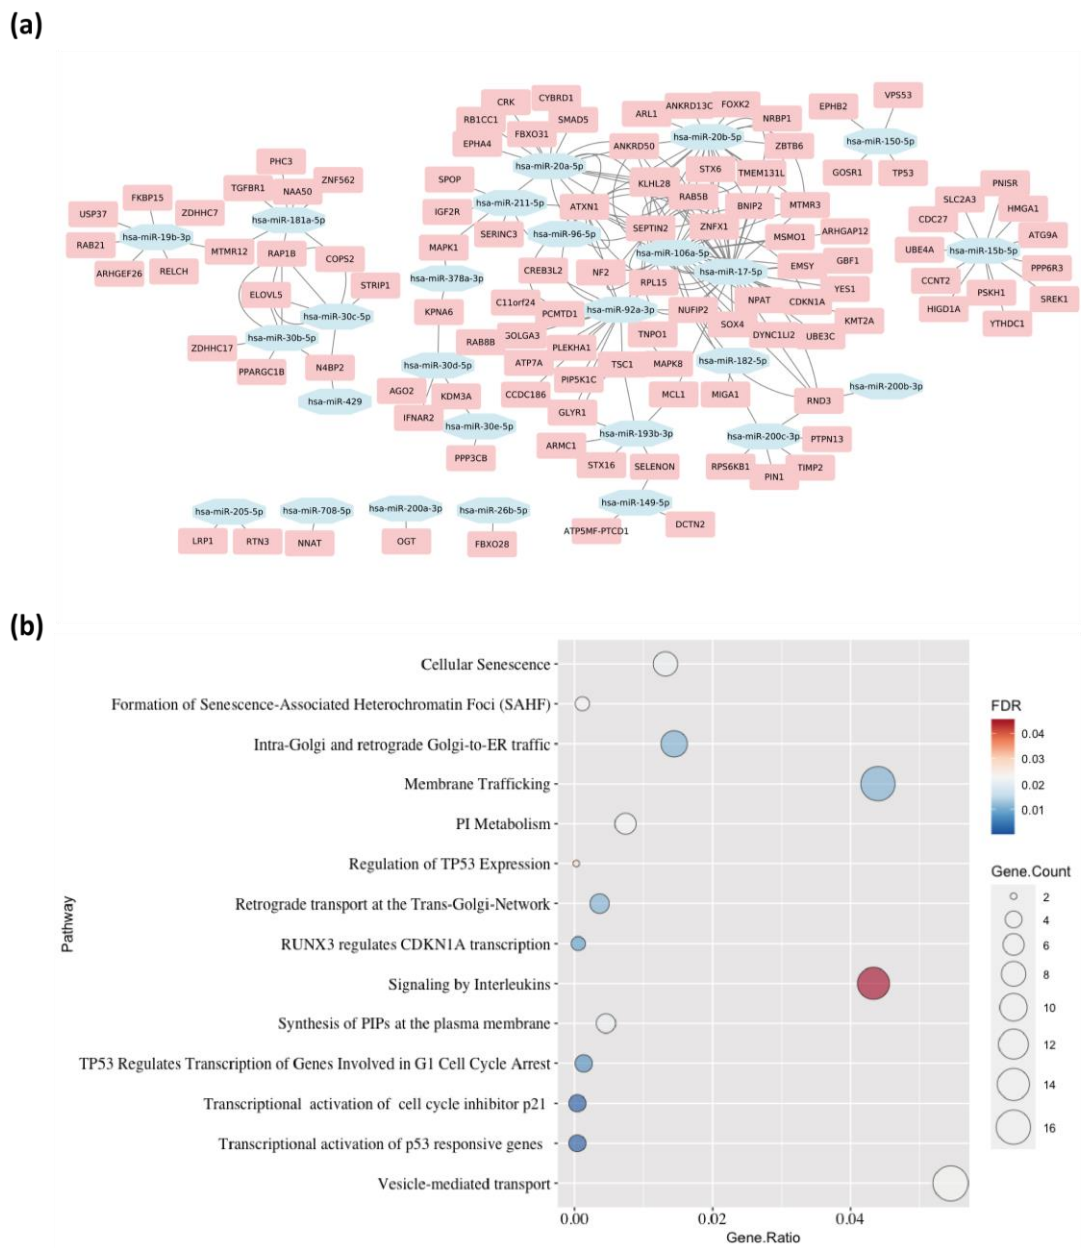 (a)
CRK
CYBRD1
RB1CC1
SMAD5
FBXO31
EPHA4
hsa-miR-20a-5p
ARL1
ANKRD13C
FOXK2
NRBP1
hsa-miR-20b-5p
ANKRD50
ZBTB6
EPHB2
VPS53
hsa-miR-150-5p
GOSR1
TP53
PHC3
TGFBR1
NAA50
ZNF562
hsa-miR-181a-5p
FKBP15
USP37
ZDHHC7
hsa-miR-19b-3p
RAB21
MTMR12
ARHGEF26
RELCH
RAP1B
COPS2
STRIP1
ELOVL5
hsa-miR-30c-5p
hsa-miR-30b-5p
ZDHHC17
PPARGC1B
N4BP2
hsa-miR-429
SPOP
IGF2R
hsa-miR-211-5p
SERINC3
MAPK1
hsa-miR-378a-3p
KPNA6
STX6
KLHL28
TMEM131L
RAB5B
ATXN1
BNIP2
MTMR3
SEPTIN2
ZNFX1
hsa-miR-96-5p
hsa-miR-106a-5p
MSMO1
ARHGAP12
CREB3L2
NF2
hsa-miR-17-5p
EMSY
GBF1
RPL15
YES1
C11orf24
PCMTD1
hsa-miR-92a-3p
NUFIP2
NPAT
CDKN1A
KMT2A
RAB8B
GOLGA3
TNPO1
SOX4
DYNC1LI2
UBE3C
PLEKHA1
ATP7A
TSC1
MAPK8
hsa-miR-182-5p
PIP5K1C
CCDC186
MCL1
MIGA1
RND3
hsa-miR-200b-3p
GLYR1
hsa-miR-30d-5p
AGO2
KDM3A
IFNAR2
hsa-miR-30e-5p
PPP3CB
ARMC1
hsa-miR-193b-3p
STX16
SELENON
hsa-miR-200c-3p
PTPN13
RPS6KB1
PIN1
TIMP2
hsa-miR-149-5p
ATP5MF-PTCD1
DCTN2
SLC2A3
PNISR
CDC27
HMGA1
ATG9A
UBE4A
hsa-miR-15b-5p
CCNT2
PPP6R3
PSKH1
HIGD1A
SREK1
YTHDC1
hsa-miR-205-5p
hsa-miR-708-5p
hsa-miR-200a-3p
hsa-miR-26b-5p
LRP1
RTN3
NNAT
OGT
FBXO28
(b)
Pathway
Cellular Senescence
Formation of Senescence-Associated Heterochromatin Foci (SAHF)
Intra-Golgi and retrograde Golgi-to-ER traffic
Membrane Trafficking
PI Metabolism
Regulation of TP53 Expression
Retrograde transport at the Trans-Golgi-Network
RUNX3 regulates CDKN1A transcription
Signaling by Interleukins
Synthesis of PIPs at the plasma membrane
TP53 Regulates Transcription of Genes Involved in G1 Cell Cycle Arrest
Transcriptional activation of cell cycle inhibitor p21
Transcriptional activation of p53 responsive genes
Vesicle-mediated transport
0.00 0.02 0.04
Gene.Ratio
FDR
0.04
0.03
0.02
0.01
Gene.Count
2
4
6
8
10
12
14
16